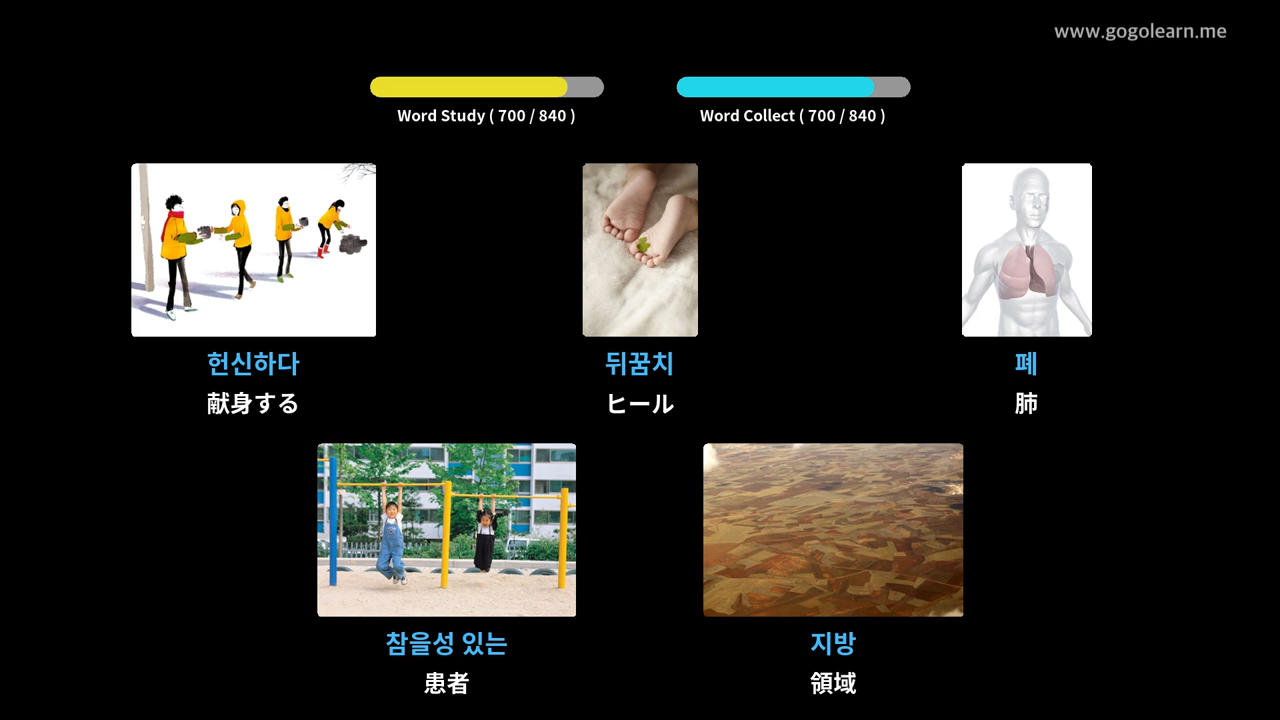 www.gogolearn.me
Word Study ( 700 / 840 )
Word Collect ( 700 / 840 )
헌신하다
献身する
뒤꿈치
ヒール
폐
肺
참을성 있는
患者
지방
領域